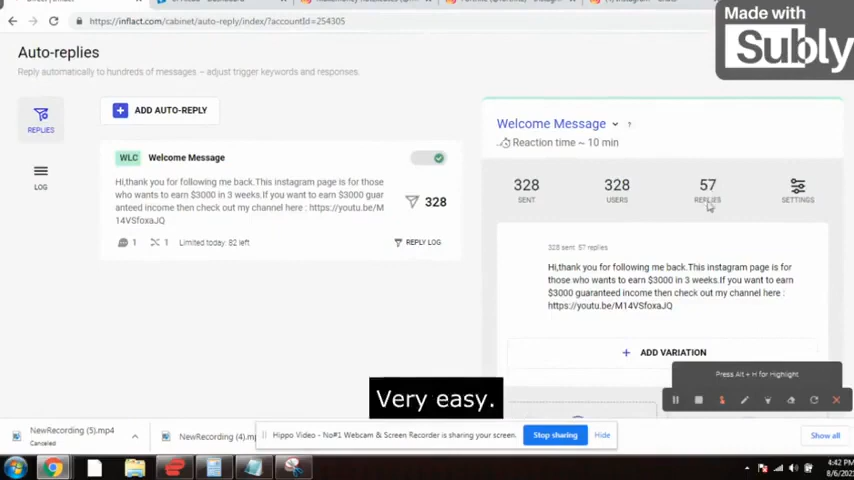 Made with
Subly
https://inflact.com/cabinet/auto-reply/index/?accountId=254305
Auto-replies
Reply automatically to hundreds of messages – adjust trigger keywords and responses.
REPLIES
LOG
+ ADD AUTO-REPLY
WLC Welcome Message
Hi,thank you for following me back.This instagram page is for those
who wants to earn $3000 in 3 weeks.If you want to earn $3000 guar
anteed income then check out my channel here : https://youtu.be/M
14VSfoxaJQ
328
1 1 Limited today: 82 left
REPLY LOG
Welcome Message ?
Reaction time ~ 10 min
328 328 57
SENT USERS REPLIES SETTINGS
328 sent: 57 replies
Hi,thank you for following me back.This instagram page is for
those who wants to earn $3000 in 3 weeks.If you want to earn
$3000 guaranteed income then check out my channel here :
https://youtu.be/M14VSfoxaJQ
+ ADD VARIATION
Press Alt + H for Highlight
Very easy.
NewRecording (5).mp4
Canceled
NewRecording (4).mp
Hippo Video - No#1 Webcam & Screen Recorder is sharing your screen.
Stop sharing
Hide
Show all
4:42 PM